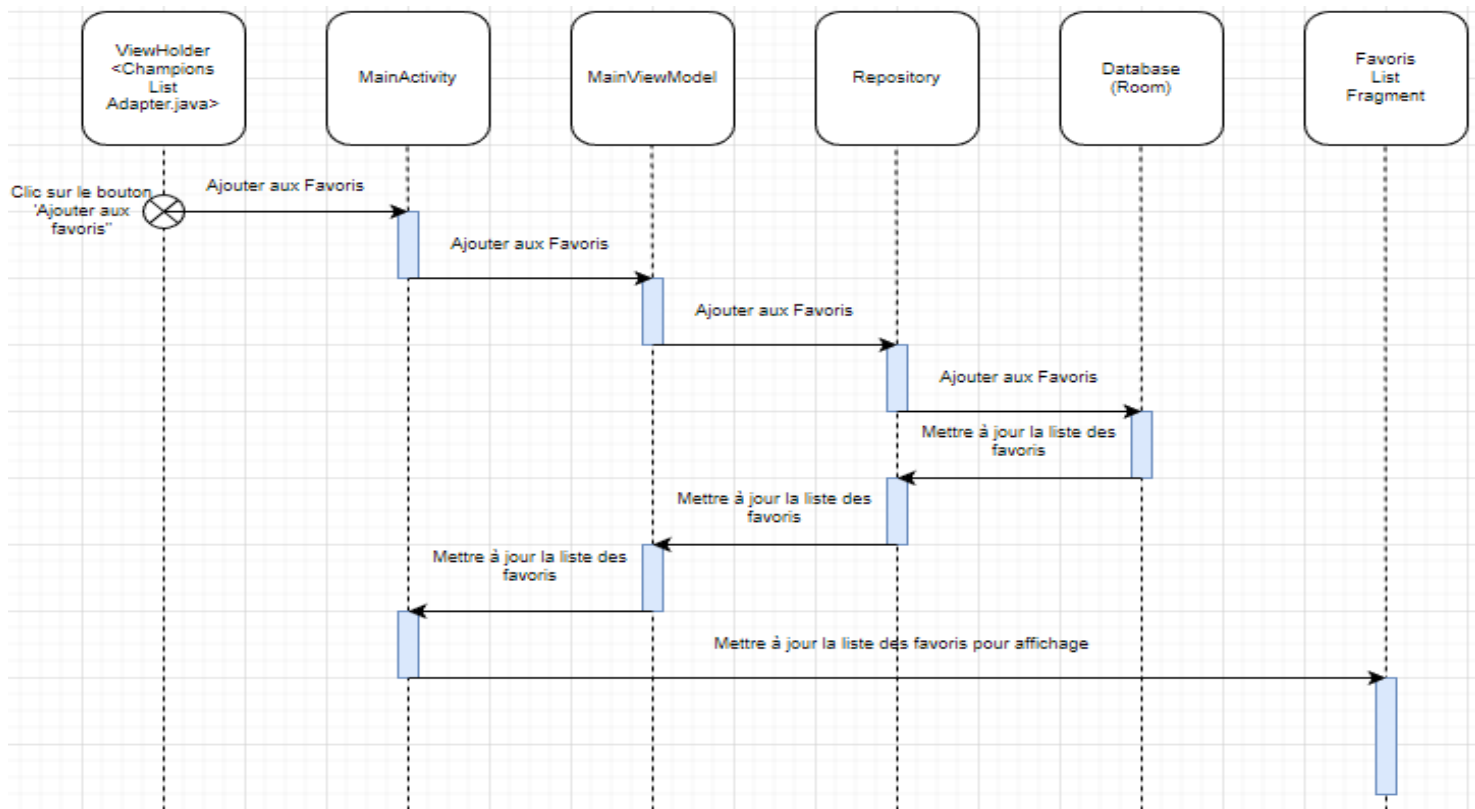 ViewHolder
<Champions
List
Adapter.java>
MainActivity
MainViewModel
Repository
Database
(Room)
Favoris
List
Fragment
Clic sur le bouton
'Ajouter aux
favoris"
Ajouter aux Favoris
Ajouter aux Favoris
Ajouter aux Favoris
Ajouter aux Favoris
Mettre à jour la liste des
favoris
Mettre à jour la liste des
favoris
Mettre à jour la liste des
favoris
Mettre à jour la liste des favoris pour affichage